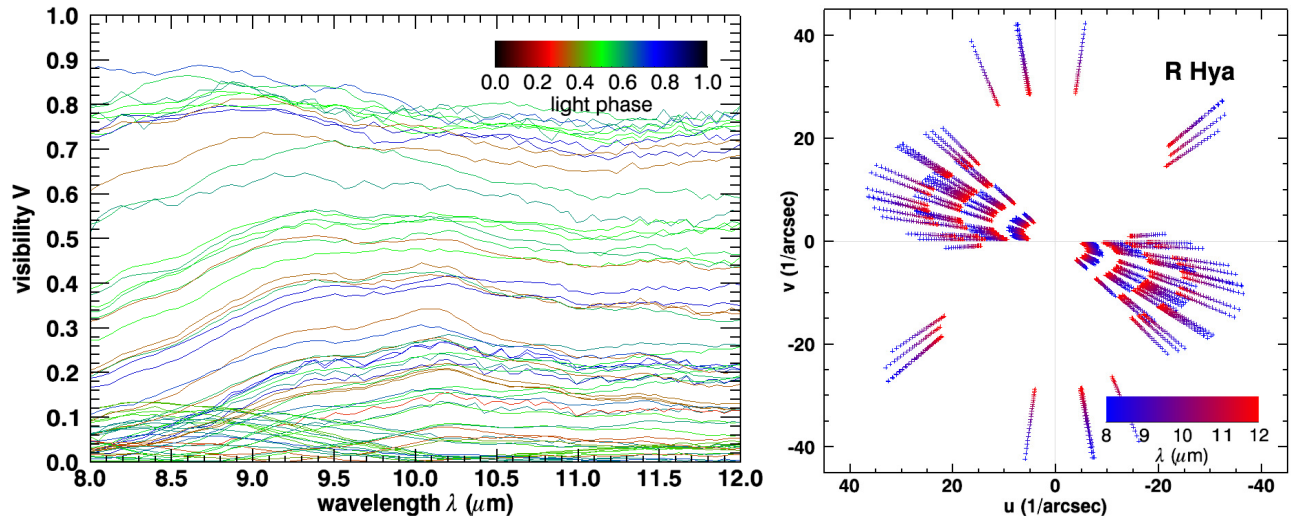 1.0
0.9
0.8
0.7
0.6
0.5
0.4
0.3
0.2
0.1
0.0
visibility V
8.0 8.5 9.0 9.5 10.0 10.5 11.0 11.5 12.0
wavelength λ (μm)
0.0 0.2 0.4 0.6 0.8 1.0
light phase
40
20
0
-20
-40
v (1/arcsec)
40 20 0 -20 -40
u (1/arcsec)
R Hya
8 9 10 11 12
λ (μm)